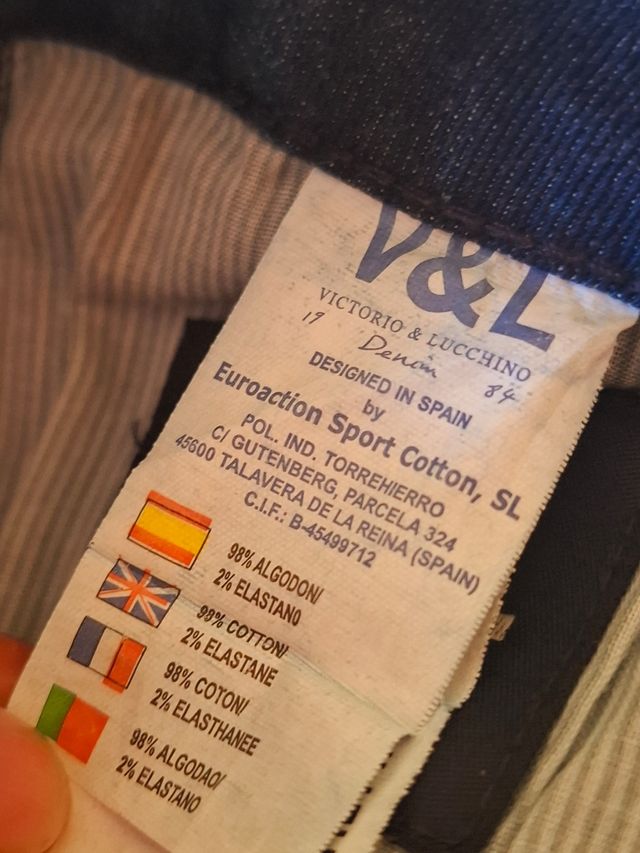 V&L
VICTORIO & LUCCHINO
19 Denim 84
DESIGNED IN SPAIN
by
Euroaction Sport Cotton, SL
POL. IND. TORREHIERRO
C/ GUTENBERG, PARCELA 324
45600 TALAVERA DE LA REINA (SPAIN)
C.I.F.: B-45499712
98% ALGODON/
2% ELASTANO
98% COTTON/
2% ELASTANE
98% COTON/
2% ELASTHANEE
98% ALGODAO/
2% ELASTANO